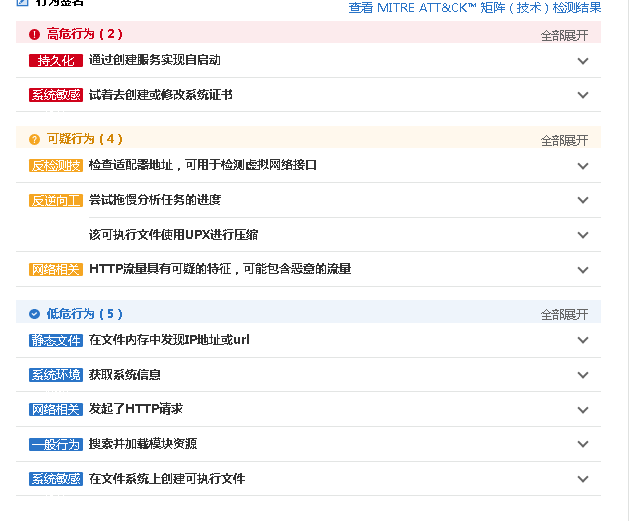 行为签名
查看 MITRE ATT&CK™ 矩阵（技术）检测结果
高危行为（2）
全部展开
持久化 通过创建服务实现自启动
系统敏感 试着去创建或修改系统证书
可疑行为（4）
全部展开
反检测技 检查适配器地址，可用于检测虚拟网络接口
反逆向工 尝试拖慢分析任务的进度
该可执行文件使用UPX进行压缩
网络相关 HTTP流量具有可疑的特征，可能包含恶意的流量
低危行为（5）
全部展开
静态文件 在文件内存中发现IP地址或url
系统环境 获取系统信息
网络相关 发起了HTTP请求
一般行为 搜索并加载模块资源
系统敏感 在文件系统上创建可执行文件